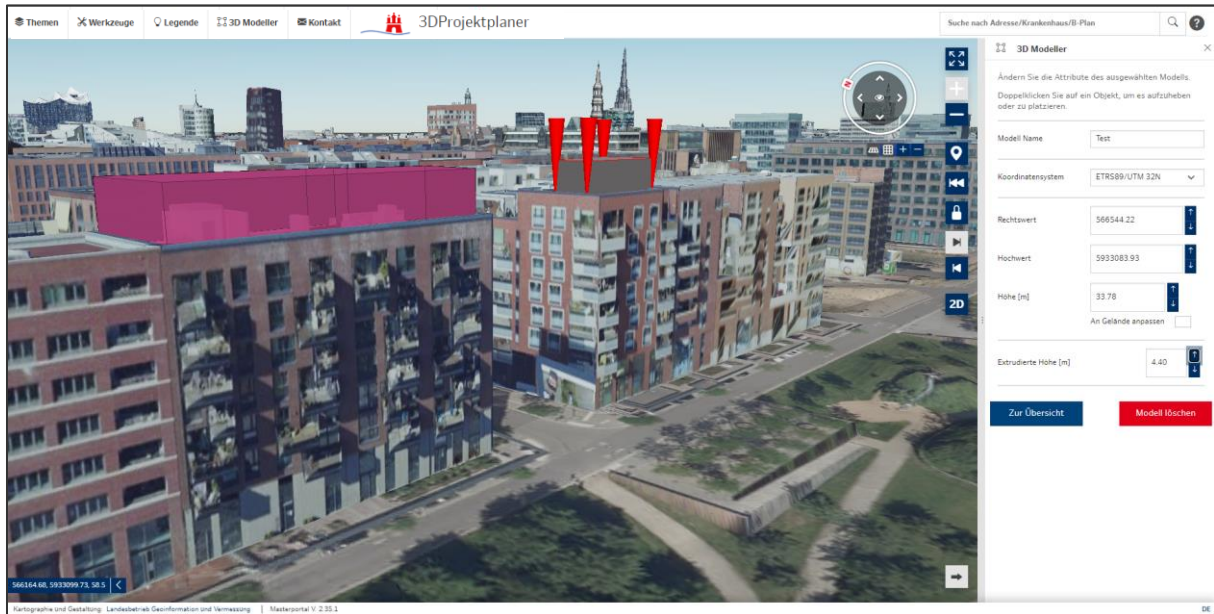 Themen
Werkzeuge
Legende
3D Modeller
Kontakt
3DProjektplaner
Suche nach Adresse/Krankenhaus/B-Plan
?
3D Modeller
Ändern Sie die Attribute des ausgewählten Modells.
Doppelklicken Sie auf ein Objekt, um es aufzuheben
oder zu platzieren.
Modell Name
Test
Koordinatensystem
ETRS89/UTM 32N
Rechtswert
566544.22
Hochwert
5933083.93
Höhe [m]
33.78
An Gelände anpassen
Extrudierte Höhe [m]
4.40
Zur Übersicht
Modell löschen
N
2D
566164.68, 5933099.73, 58.5
Kartographie und Gestaltung: Landesbetrieb Geoinformation und Vermessung | Masterportal V. 2.35.1
DE